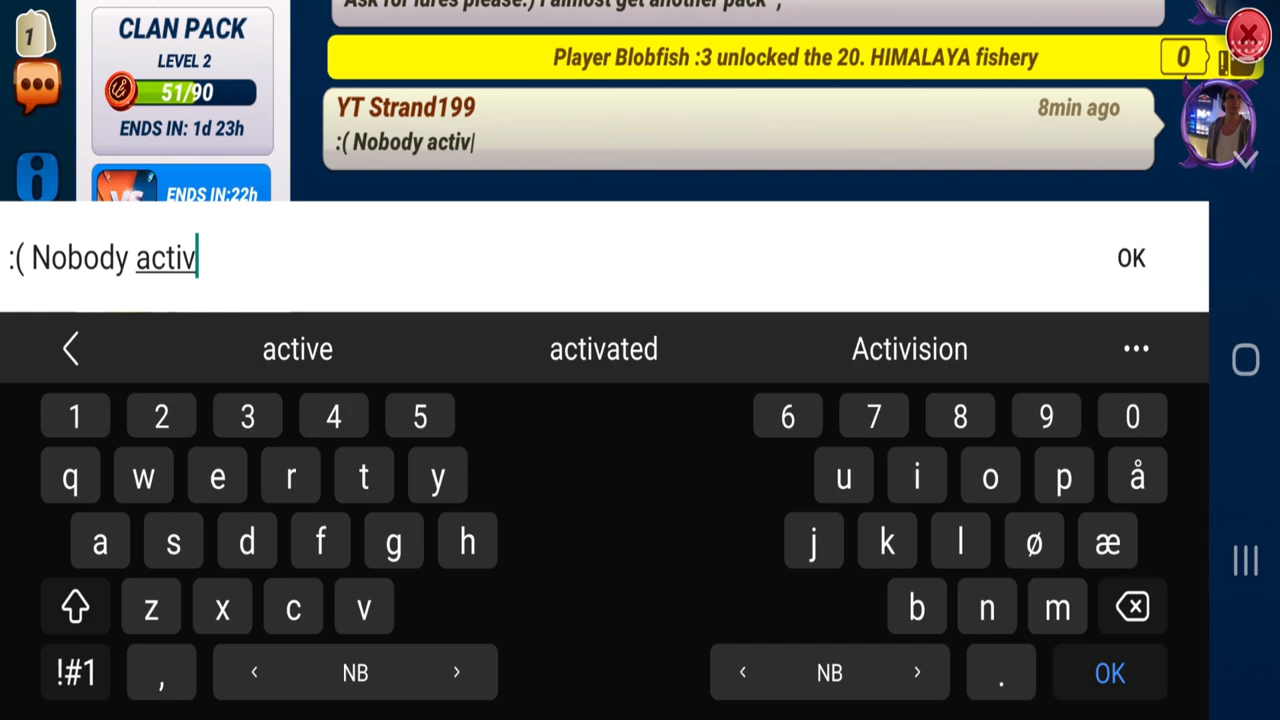 1
CLAN PACK
LEVEL 2
51/90
ENDS IN: 1d 23h
ENDS IN:22h
Ask for lures please:) I almost get another pack ;
Player Blobfish :3 unlocked the 20. HIMALAYA fishery
0
YT Strand199
8min ago
:( Nobody activ
:( Nobody activ
OK
active
activated
Activision
1 2 3 4 5 6 7 8 9 0
q w e r t y u i o p å
a s d f g h j k l ø æ
z x c v b n m
!#1 , < NB > < NB > . OK